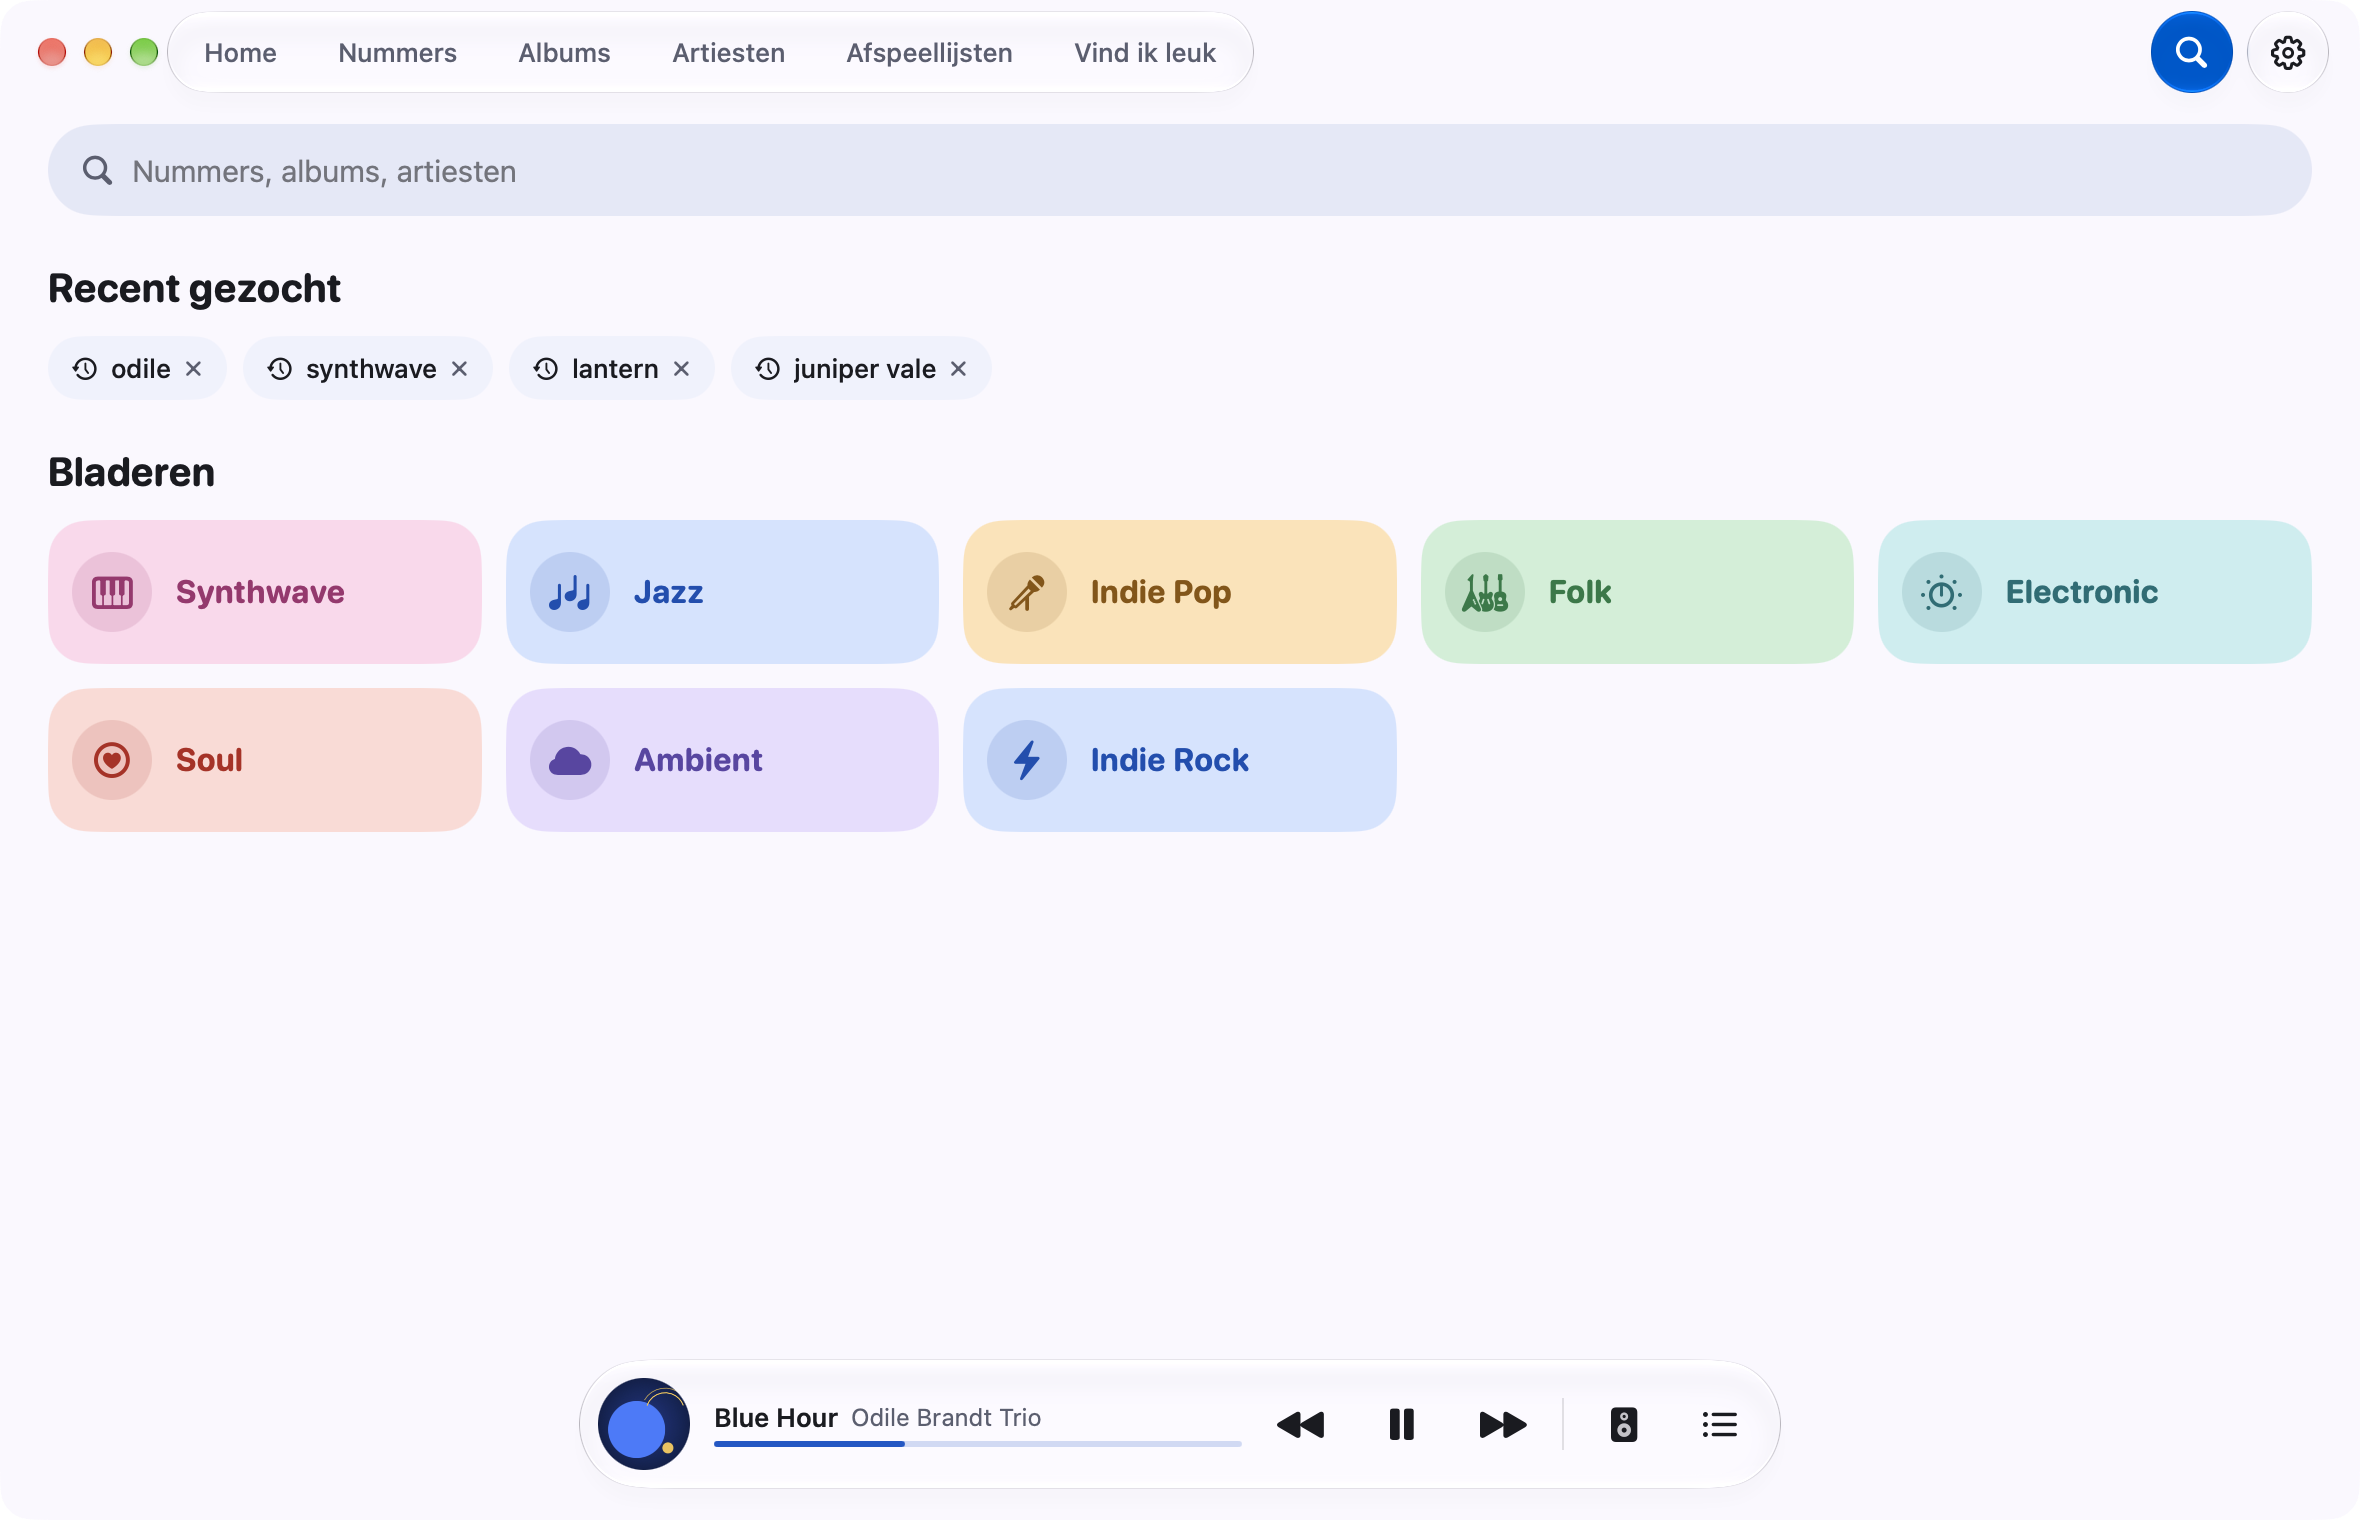 Home Nummers Albums Artiesten Afspeellijsten Vind ik leuk
Nummers, albums, artiesten
Recent gezocht
odile synthwave lantern juniper vale
Bladeren
Synthwave Jazz Indie Pop Folk Electronic
Soul Ambient Indie Rock
Blue Hour Odile Brandt Trio